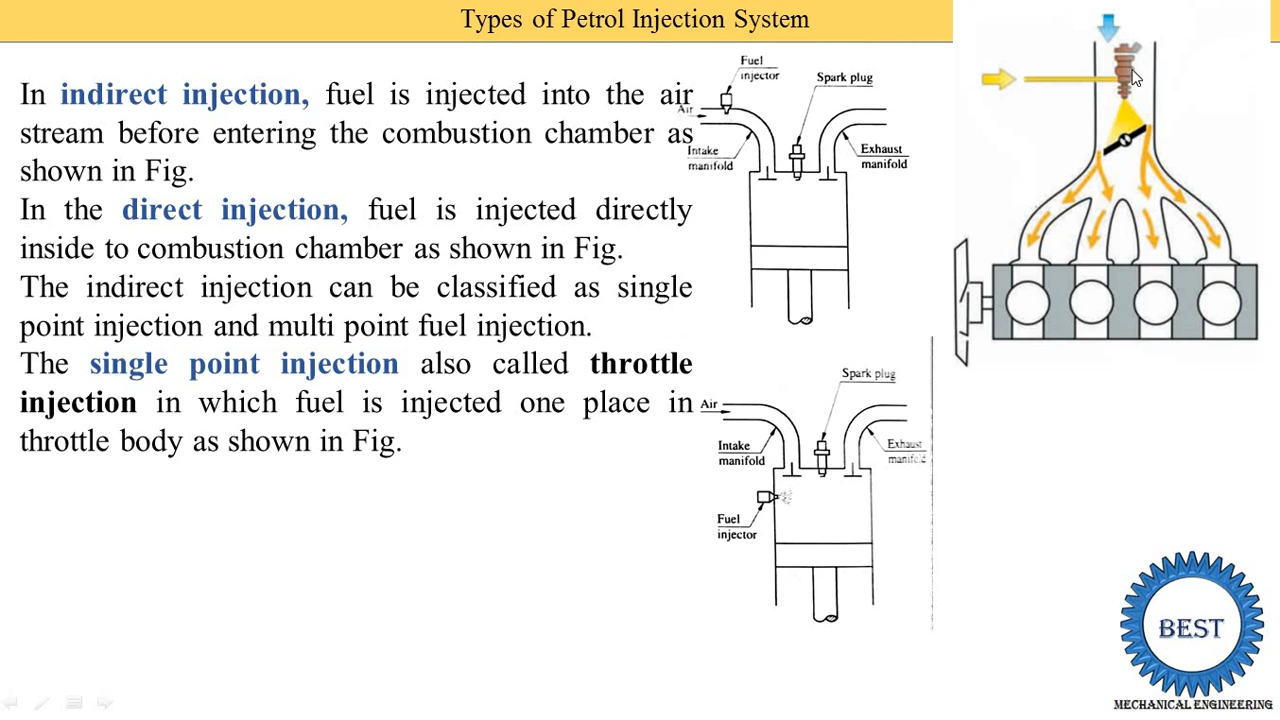 Types of Petrol Injection System
In indirect injection, fuel is injected into the air
stream before entering the combustion chamber as
shown in Fig.
In the direct injection, fuel is injected directly
inside to combustion chamber as shown in Fig.
The indirect injection can be classified as single
point injection and multi point fuel injection.
The single point injection also called throttle
injection in which fuel is injected one place in
throttle body as shown in Fig.
Fuel
injector
Spark plug
Air
Intake
manifold
Exhaust
manifold
Spark plug
Air
Intake
manifold
Exhaust
manifold
Fuel
injector
BEST
MECHANICAL ENGINEERING